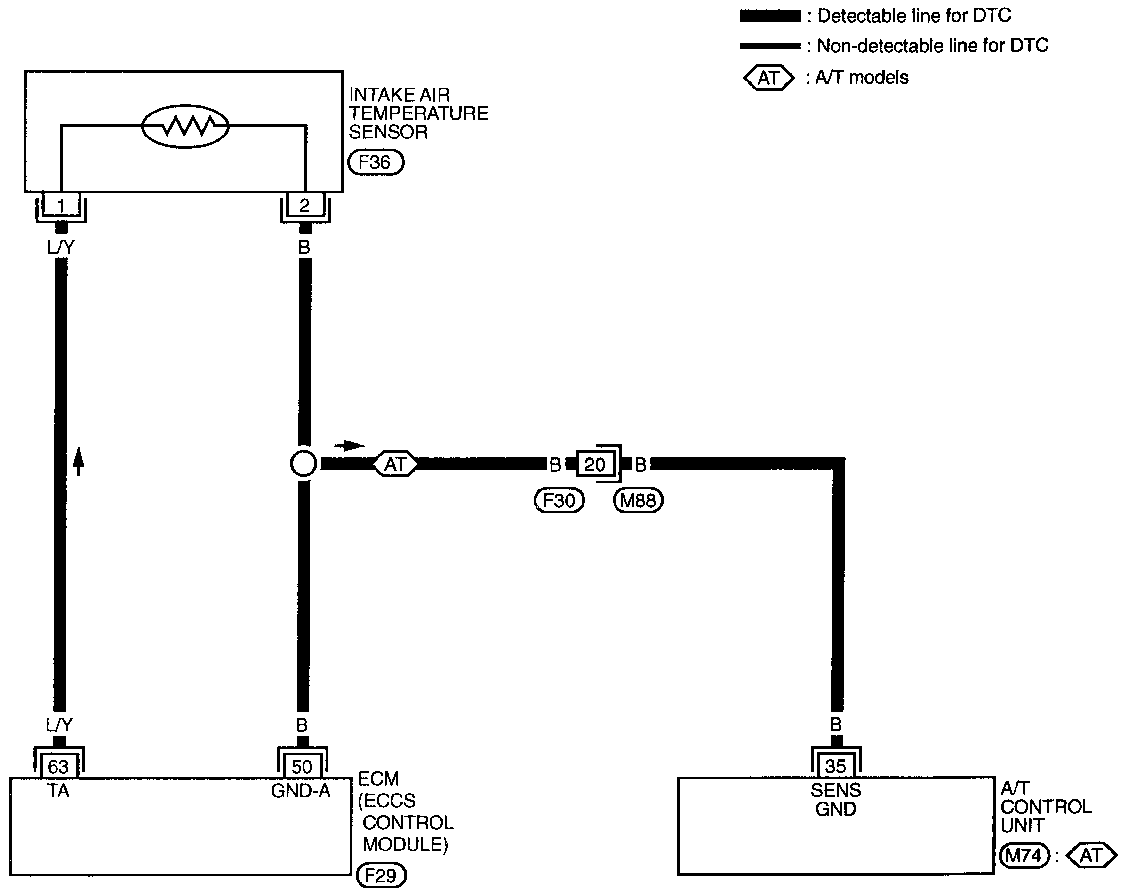 : Detectable line for DTC
: Non-detectable line for DTC
AT : A/T models
INTAKE AIR
TEMPERATURE
SENSOR
F36
1
2
L/Y
B
AT
B
20
B
F30
M88
L/Y
B
B
63
50
35
TA
GND-A
ECM
(ECCS
CONTROL
MODULE)
F29
SENS
GND
A/T
CONTROL
UNIT
M74 : AT